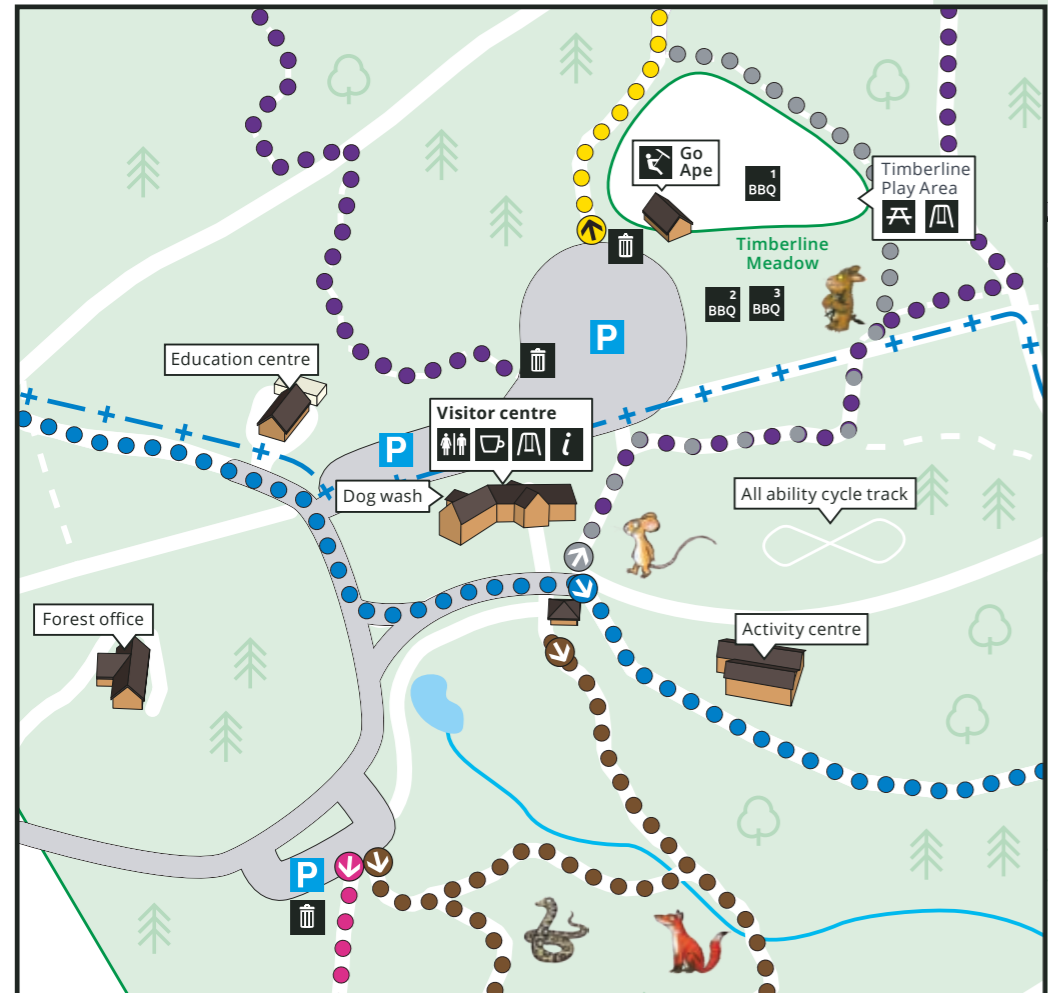 Go
Ape
1
BBQ
Timberline
Play Area
Timberline
Meadow
2
BBQ
3
BBQ
P
Education centre
Visitor centre
i
P
Dog wash
All ability cycle track
Forest office
Activity centre
P